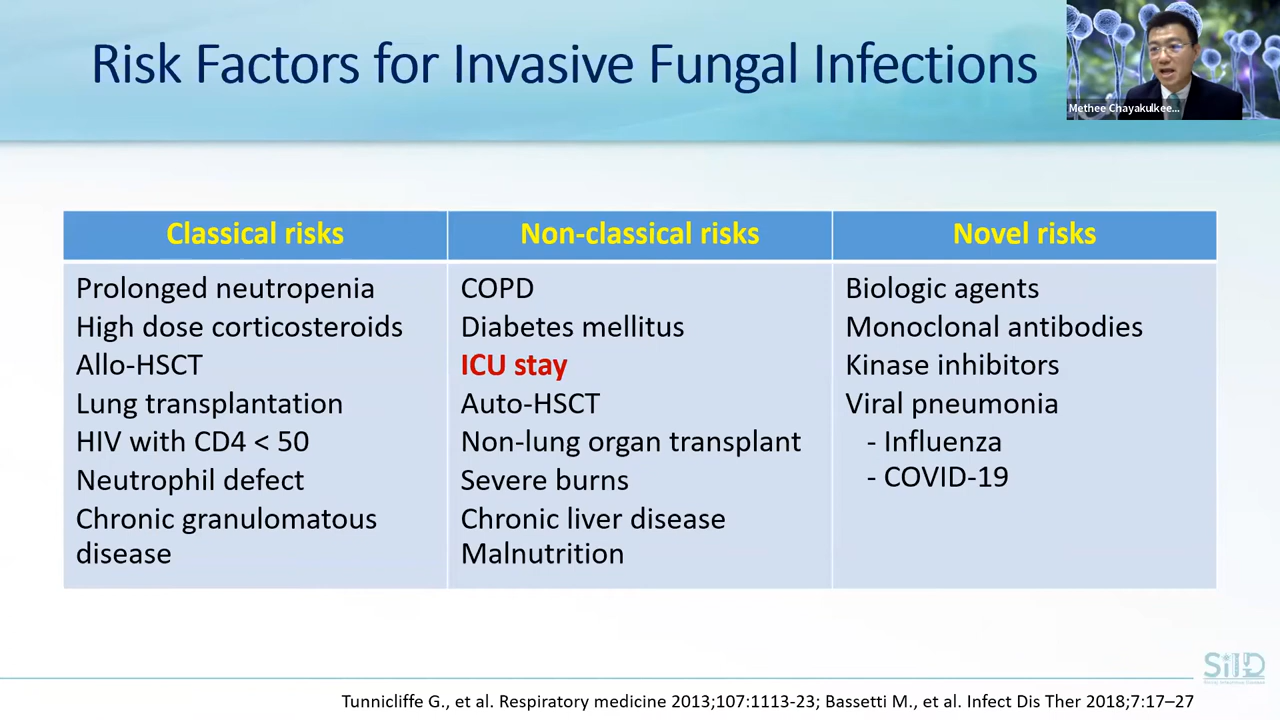 Risk Factors for Invasive Fungal Infections
Methee Chayakulkee...
Classical risks
Prolonged neutropenia
High dose corticosteroids
Allo-HSCT
Lung transplantation
HIV with CD4 < 50
Neutrophil defect
Chronic granulomatous
disease
Non-classical risks
COPD
Diabetes mellitus
ICU stay
Auto-HSCT
Non-lung organ transplant
Severe burns
Chronic liver disease
Malnutrition
Novel risks
Biologic agents
Monoclonal antibodies
Kinase inhibitors
Viral pneumonia
- Influenza
- COVID-19
SiID
Tunnicliffe G., et al. Respiratory medicine 2013;107:1113-23; Bassetti M., et al. Infect Dis Ther 2018;7:17–27